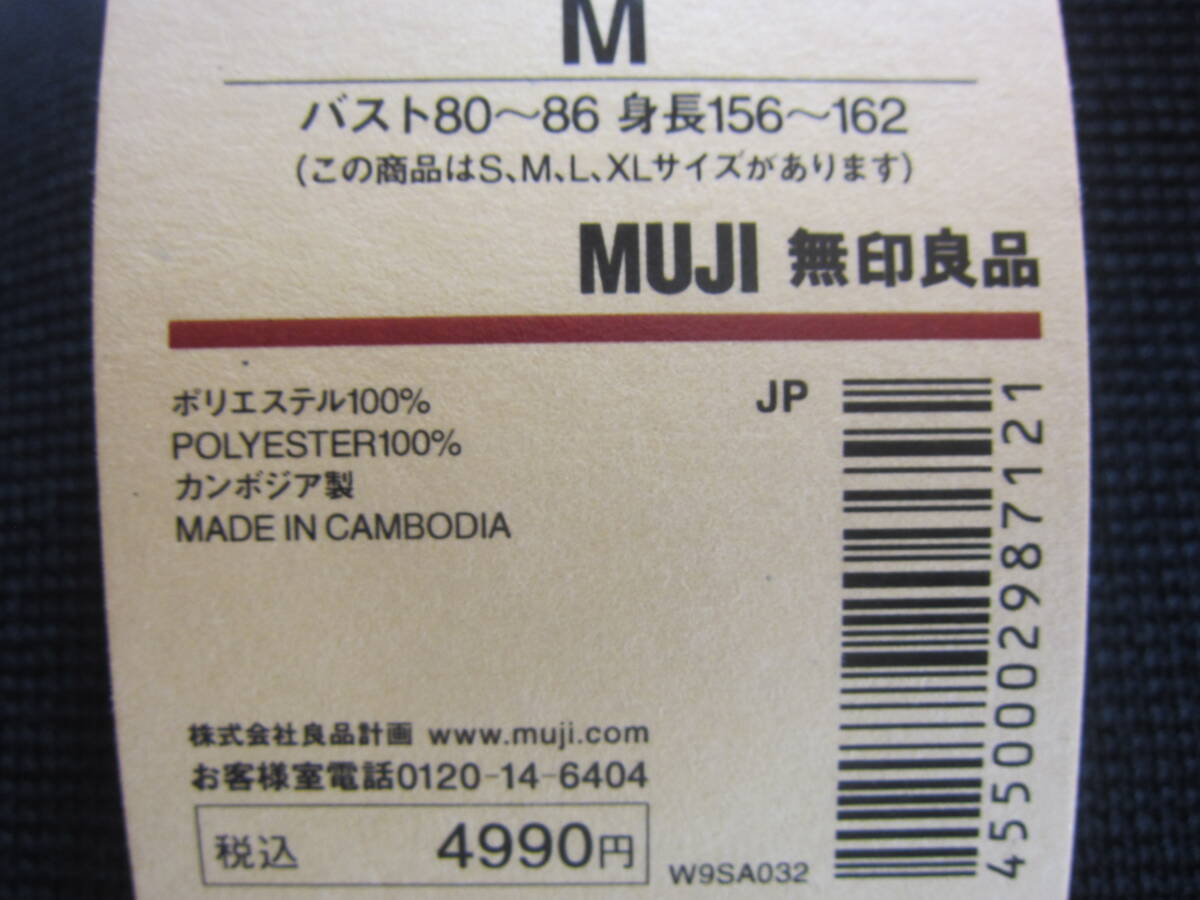 M
バスト80〜86 身長156〜162
(この商品はS、M、L、XLサイズがあります)
MUJI 無印良品
ポリエステル100%
POLYESTER100%
カンボジア製
MADE IN CAMBODIA
JP
4550002987121
株式会社良品計画 www.muji.com
お客様室電話0120-14-6404
税込 4990円
W9SA032